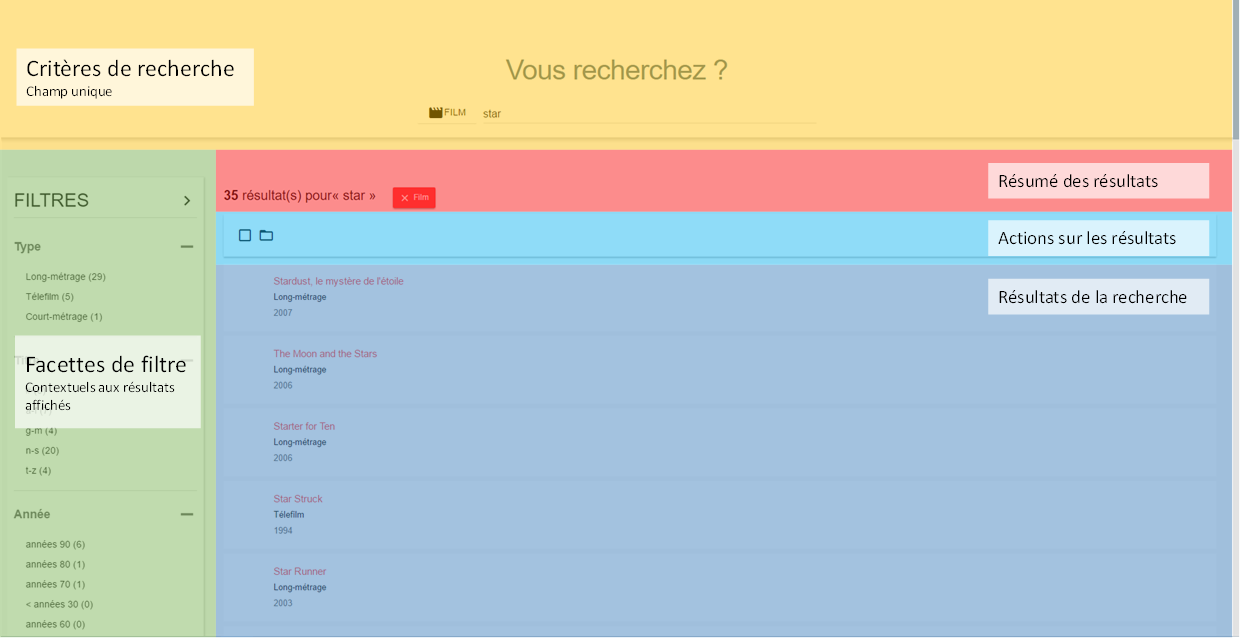 Vous recherchez ?
Critères de recherche
Champ unique
FILM star
FILTRES
Type
Long-métrage (29)
Télefilm (5)
Court-métrage (1)
Facettes de filtre
Contextuels aux résultats
affichés
g-m (4)
n-s (20)
t-z (4)
Année
années 90 (6)
années 80 (1)
années 70 (1)
< années 30 (0)
années 60 (0)
35 résultat(s) pour« star » × Film
Résumé des résultats
Actions sur les résultats
Résultats de la recherche
Stardust, le mystère de l'étoile
Long-métrage
2007
The Moon and the Stars
Long-métrage
2006
Starter for Ten
Long-métrage
2006
Star Struck
Télefilm
1994
Star Runner
Long-métrage
2003